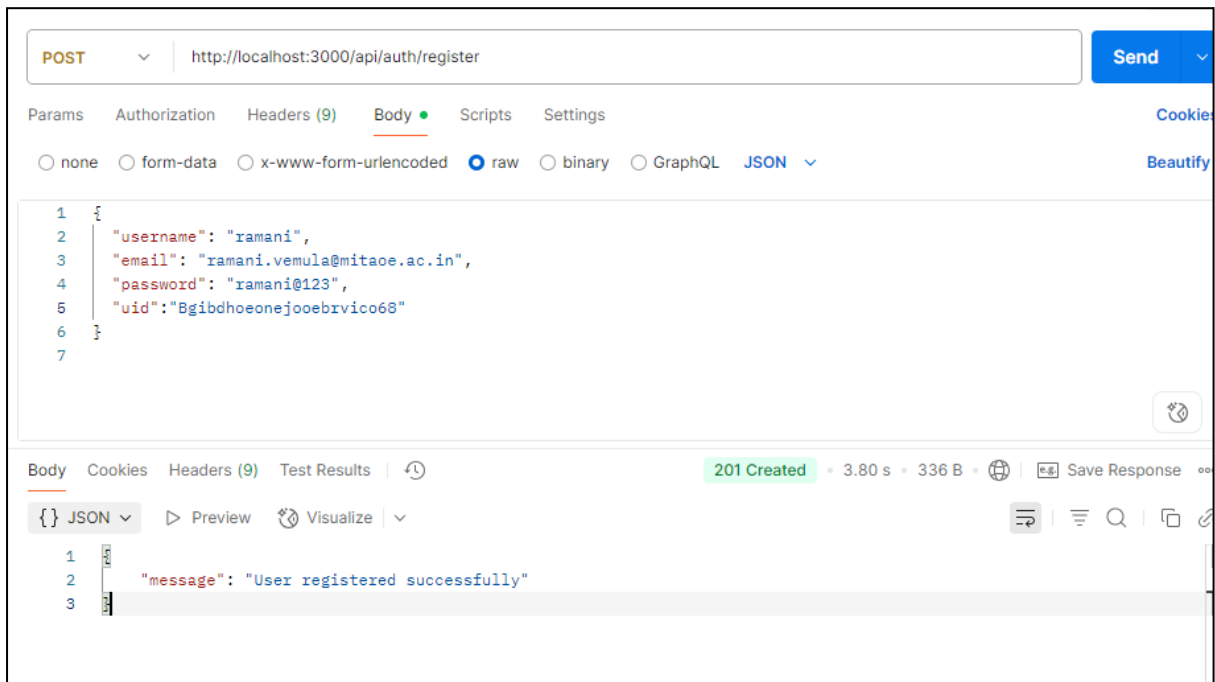 POST http://localhost:3000/api/auth/register Send
Params Authorization Headers (9) Body Scripts Settings Cookies
none form-data x-www-form-urlencoded raw binary GraphQL JSON Beautify
1 {
2 "username": "ramani",
3 "email": "ramani.vemula@mitaoe.ac.in",
4 "password": "ramani@123",
5 "uid":"Bgibdhoeonejooebrvico68"
6 }
7
Body Cookies Headers (9) Test Results 201 Created • 3.80 s • 336 B • e.g. Save Response
{} JSON Preview Visualize
1 {
2 "message": "User registered successfully"
3 }